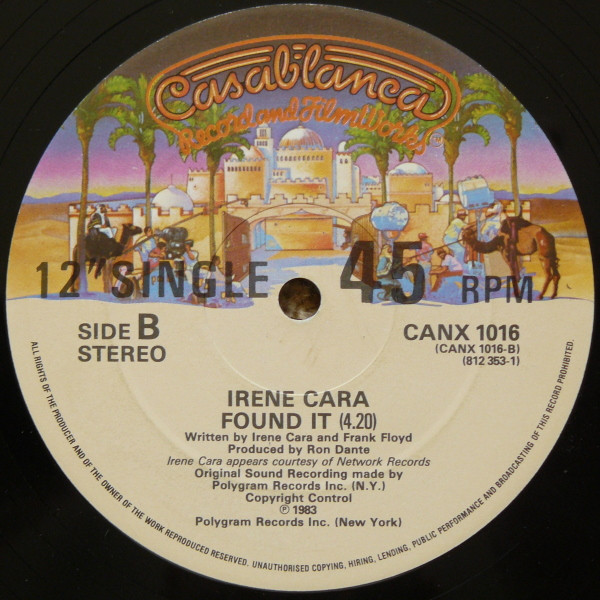 Casablanca
Record and FilmWorks
12" SINGLE 45 RPM
SIDE B
STEREO
CANX 1016
(CANX 1016-B)
(812 353-1)
IRENE CARA
FOUND IT (4.20)
Written by Irene Cara and Frank Floyd
Produced by Ron Dante
Irene Cara appears courtesy of Network Records
Original Sound Recording made by
Polygram Records Inc. (N.Y.)
Copyright Control
℗ 1983
Polygram Records Inc. (New York)
ALL RIGHTS OF THE PRODUCER AND OF THE OWNER OF THE WORK REPRODUCED RESERVED. UNAUTHORISED COPYING, HIRING, LENDING, PUBLIC PERFORMANCE AND BROADCASTING OF THIS RECORD PROHIBITED.